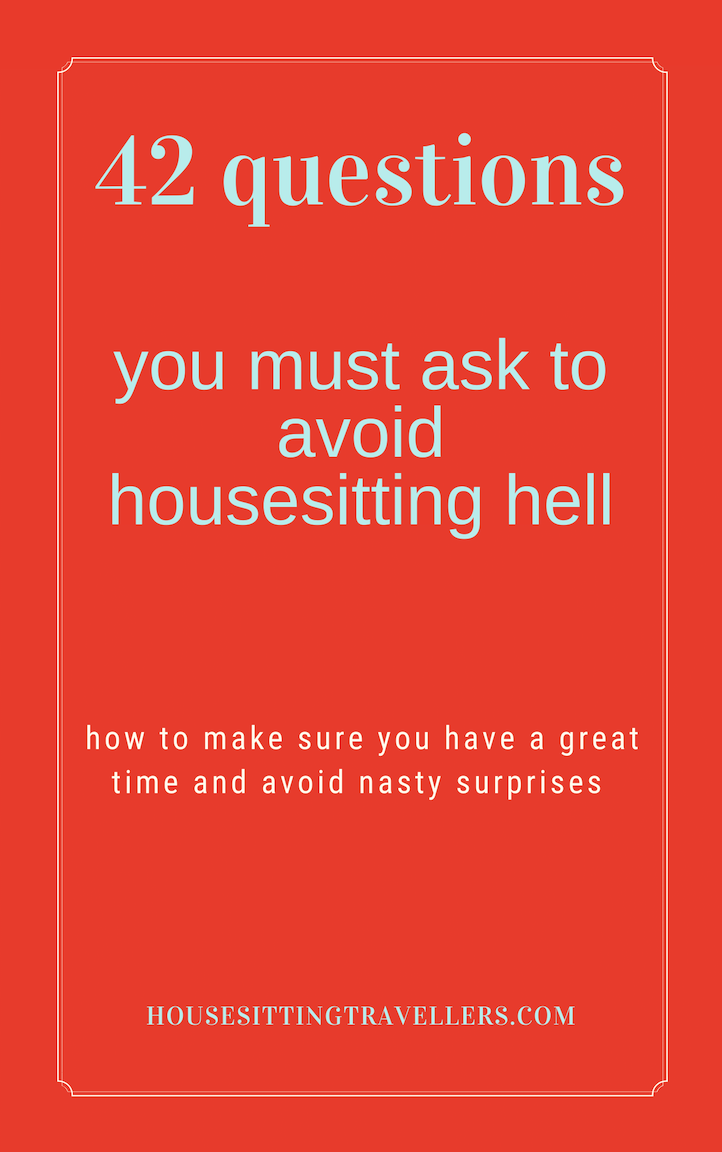 42 questions
you must ask to
avoid
housesitting hell
how to make sure you have a great
time and avoid nasty surprises
HOUSESITTINGTRAVELLERS.COM